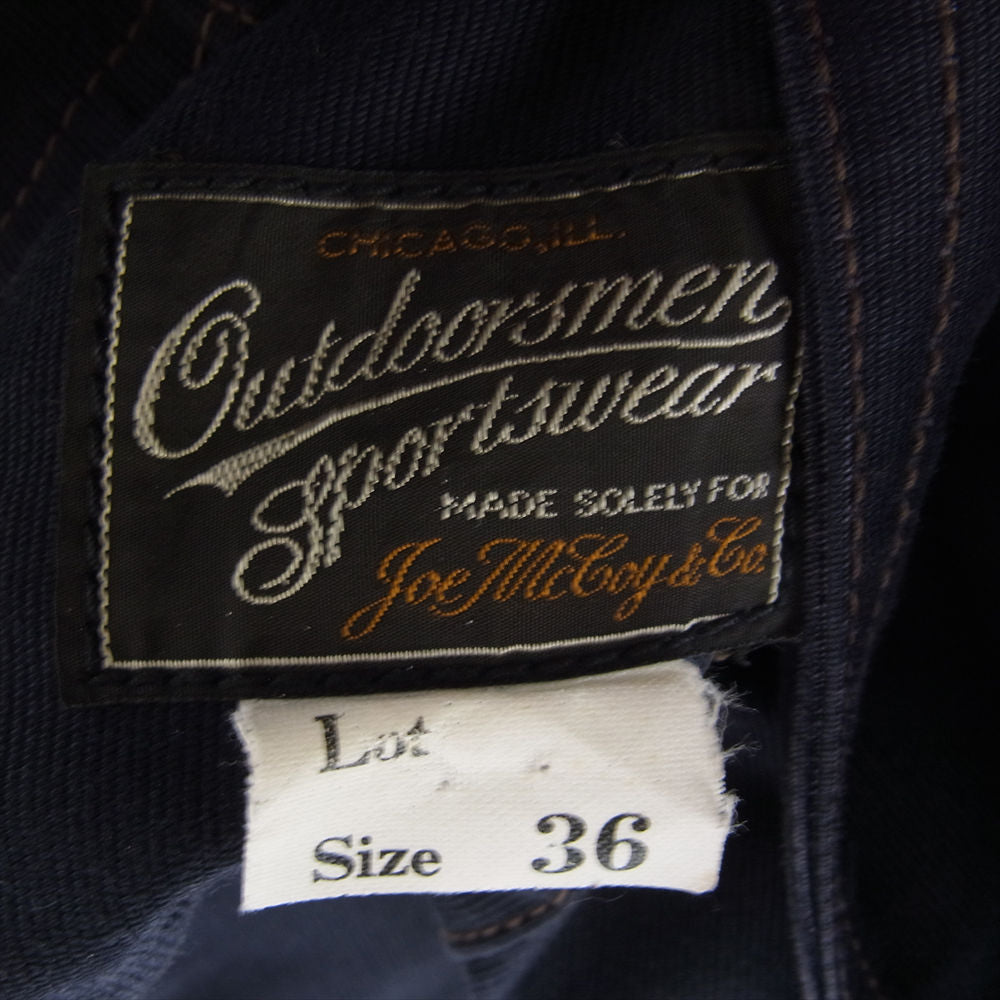 CHICAGO, ILL.
Outdoorsmen
Sportswear
MADE SOLELY FOR
Joe McCoy & Co.
Lot
Size 36